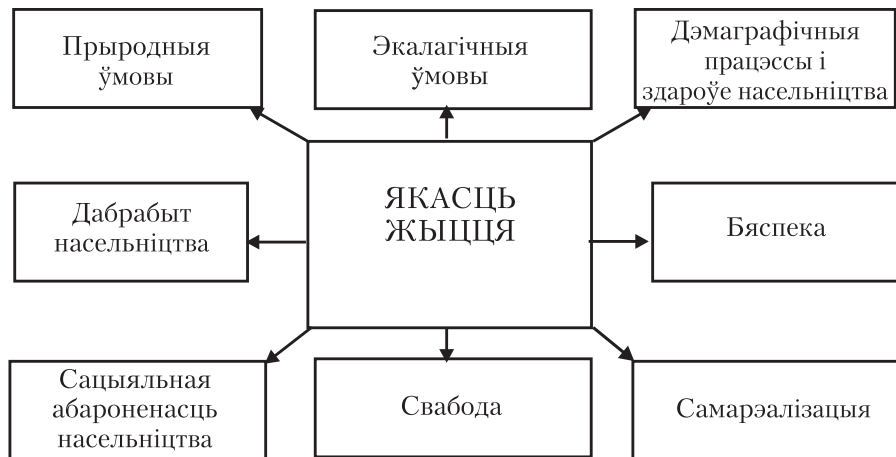 Прыродныя
ўмовы
Экалагічныя
ўмовы
Дэмаграфічныя
працэссы і
здароўе насельніцтва
Дабрабыт
насельніцтва
ЯКАСЦЬ
ЖЫЦЦЯ
Бяспека
Сацыяльная
абароненасць
насельніцтва
Свабода
Самарэалізацыя